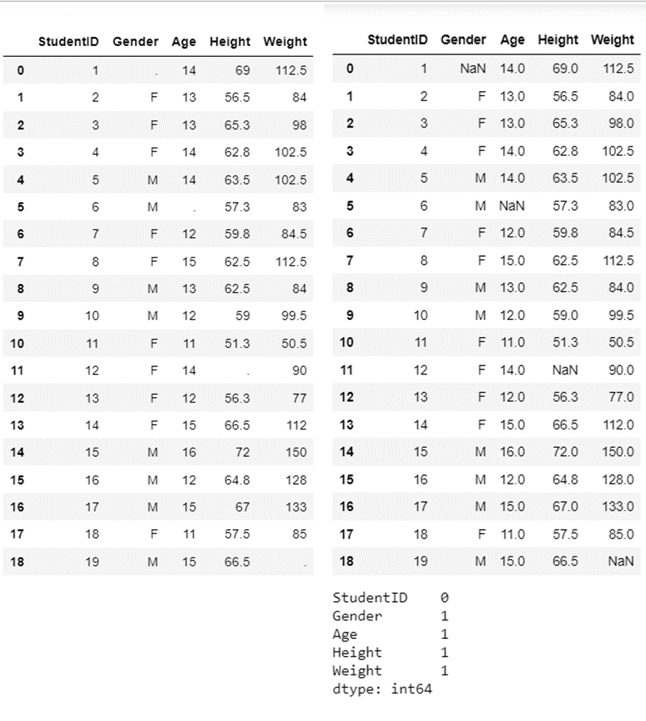 StudentID Gender Age Height Weight
0 1 . 14 69 112.5
1 2 F 13 56.5 84
2 3 F 13 65.3 98
3 4 F 14 62.8 102.5
4 5 M 14 63.5 102.5
5 6 M . 57.3 83
6 7 F 12 59.8 84.5
7 8 F 15 62.5 112.5
8 9 M 13 62.5 84
9 10 M 12 59 99.5
10 11 F 11 51.3 50.5
11 12 F 14 . 90
12 13 F 12 56.3 77
13 14 F 15 66.5 112
14 15 M 16 72 150
15 16 M 12 64.8 128
16 17 M 15 67 133
17 18 F 11 57.5 85
18 19 M 15 66.5 .
StudentID Gender Age Height Weight
0 1 NaN 14.0 69.0 112.5
1 2 F 13.0 56.5 84.0
2 3 F 13.0 65.3 98.0
3 4 F 14.0 62.8 102.5
4 5 M 14.0 63.5 102.5
5 6 M NaN 57.3 83.0
6 7 F 12.0 59.8 84.5
7 8 F 15.0 62.5 112.5
8 9 M 13.0 62.5 84.0
9 10 M 12.0 59.0 99.5
10 11 F 11.0 51.3 50.5
11 12 F 14.0 NaN 90.0
12 13 F 12.0 56.3 77.0
13 14 F 15.0 66.5 112.0
14 15 M 16.0 72.0 150.0
15 16 M 12.0 64.8 128.0
16 17 M 15.0 67.0 133.0
17 18 F 11.0 57.5 85.0
18 19 M 15.0 66.5 NaN
StudentID 0
Gender 1
Age 1
Height 1
Weight 1
dtype: int64